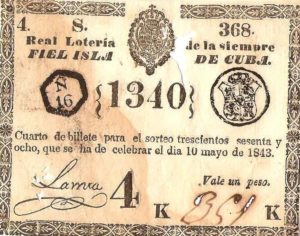 4. S. 368.
Real Lotería de la siempre
FIEL ISLA DE CUBA.
N 16 1340
Cuarto de billete para el sorteo trescientos sesenta y
ocho, que se ha de celebrar el dia 10 mayo de 1843.
Vale un peso.
4 K K